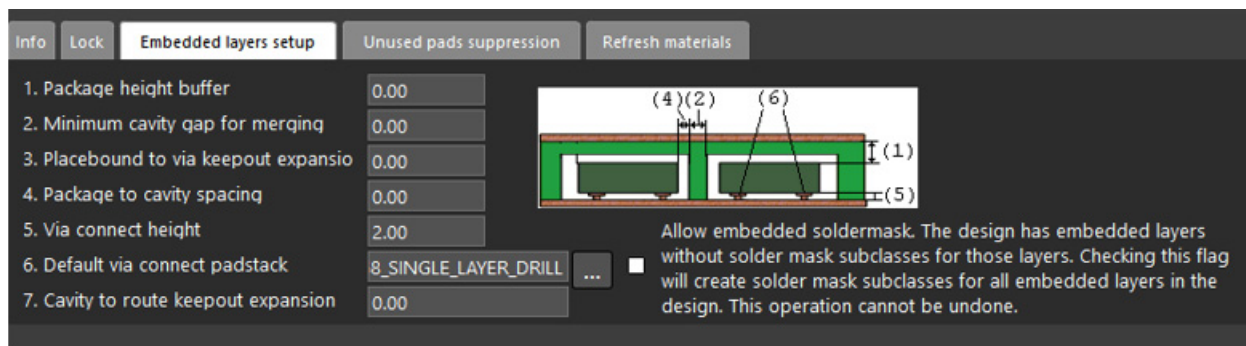 Info Lock Embedded layers setup Unused pads suppression Refresh materials
1. Package height buffer 0.00
2. Minimum cavity gap for merging 0.00
3. Placebound to via keepout expansio 0.00
4. Package to cavity spacing 0.00
5. Via connect height 2.00
6. Default via connect padstack 8_SINGLE_LAYER_DRILL ...
7. Cavity to route keepout expansion 0.00
(4)(2) (6)
(1)
(5)
Allow embedded soldermask. The design has embedded layers
without solder mask subclasses for those layers. Checking this flag
will create solder mask subclasses for all embedded layers in the
design. This operation cannot be undone.